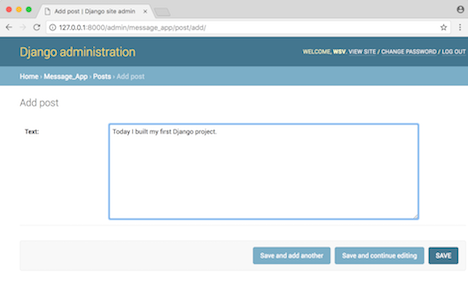 Add post | Django site admin
127.0.0.1:8000/admin/message_app/post/add/
Django administration
WELCOME, WSV. VIEW SITE / CHANGE PASSWORD / LOG OUT
Home › Message_App › Posts › Add post
Add post
Text:
Today I built my first Django project.
Save and add another
Save and continue editing
SAVE